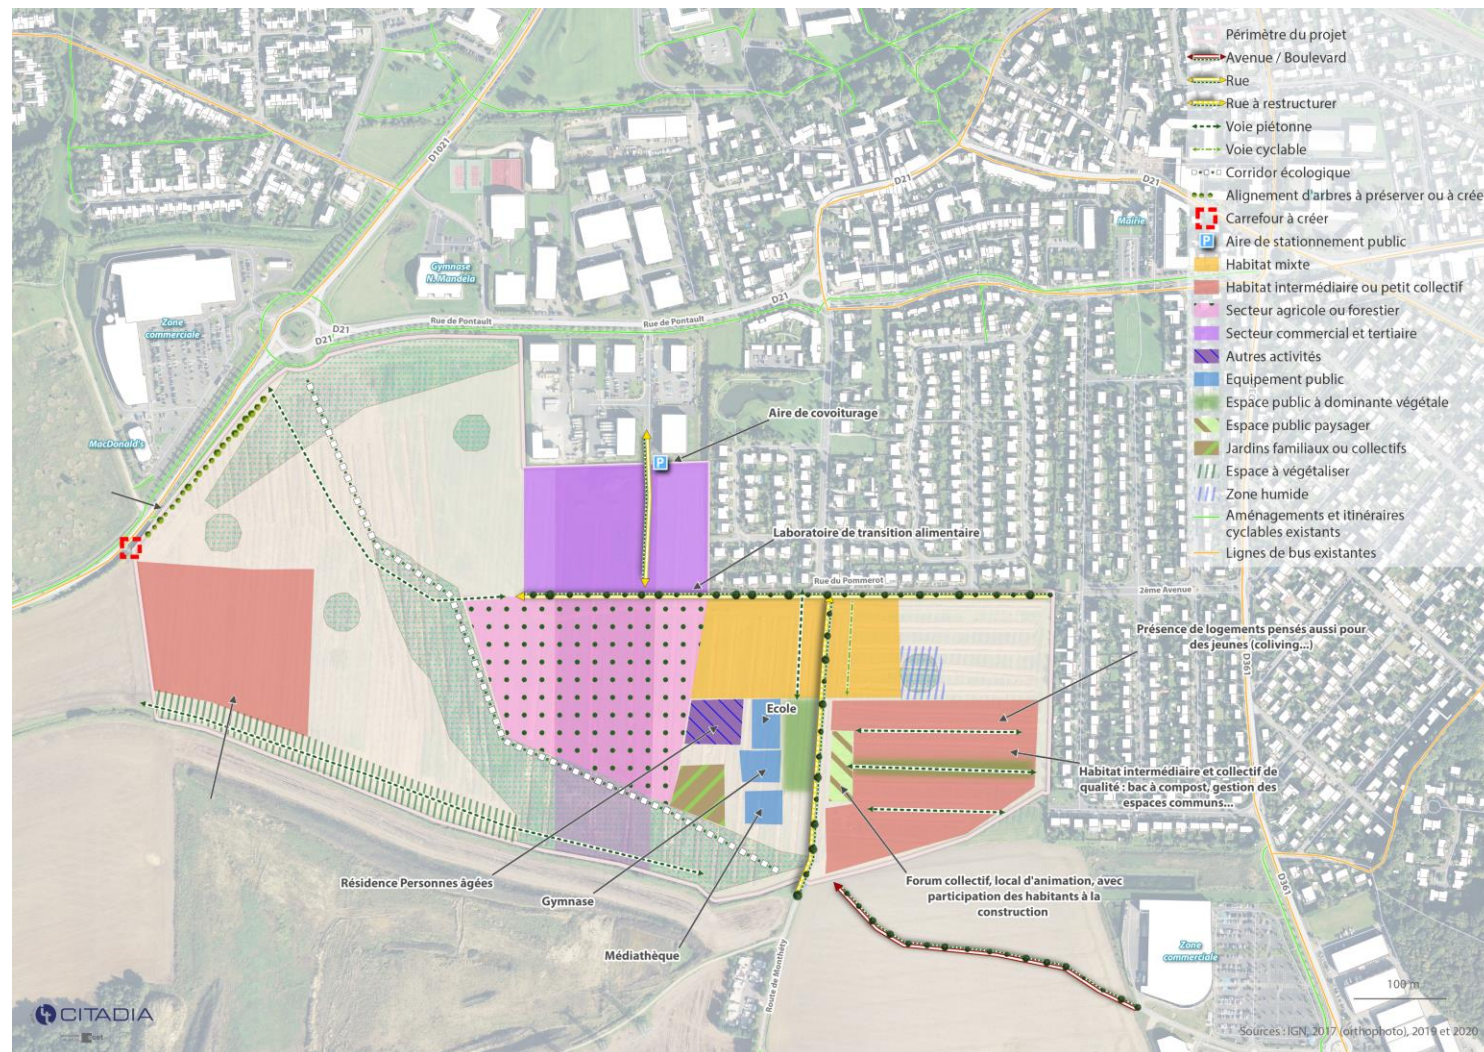 Périmètre du projet
Avenue / Boulevard
Rue
Rue à restructurer
Voie piétonne
Voie cyclable
Corridor écologique
Alignement d'arbres à préserver ou à crée
Carrefour à créer
P
Aire de stationnement public
Habitat mixte
Habitat intermédiaire ou petit collectif
Secteur agricole ou forestier
Secteur commercial et tertiaire
Autres activités
Equipement public
Espace public à dominante végétale
Espace public paysager
Jardins familiaux ou collectifs
Espace à végétaliser
Zone humide
Aménagements et itinéraires
cyclables existants
Lignes de bus existantes
D1021
D21
D21
Mairie
Gymnase
N. Mandela
D21
Zone
commerciale
D21
D21
Rue de Pontault
Rue de Pontault
MacDonald's
Aire de covoiturage
P
Laboratoire de transition alimentaire
Rue du Pommerot
2ème Avenue
Présence de logements pensés aussi pour
des jeunes (coliving...)
D361
Ecole
Habitat intermédiaire et collectif de
qualité : bac à compost, gestion des
espaces communs...
Résidence Personnes âgées
Gymnase
Forum collectif, local d'animation, avec
participation des habitants à la
construction
D361
Médiathèque
Zone
commerciale
Route de Monthéty
100 m
CITADIA
Sources : IGN, 2017 (orthophoto), 2019 et 2020